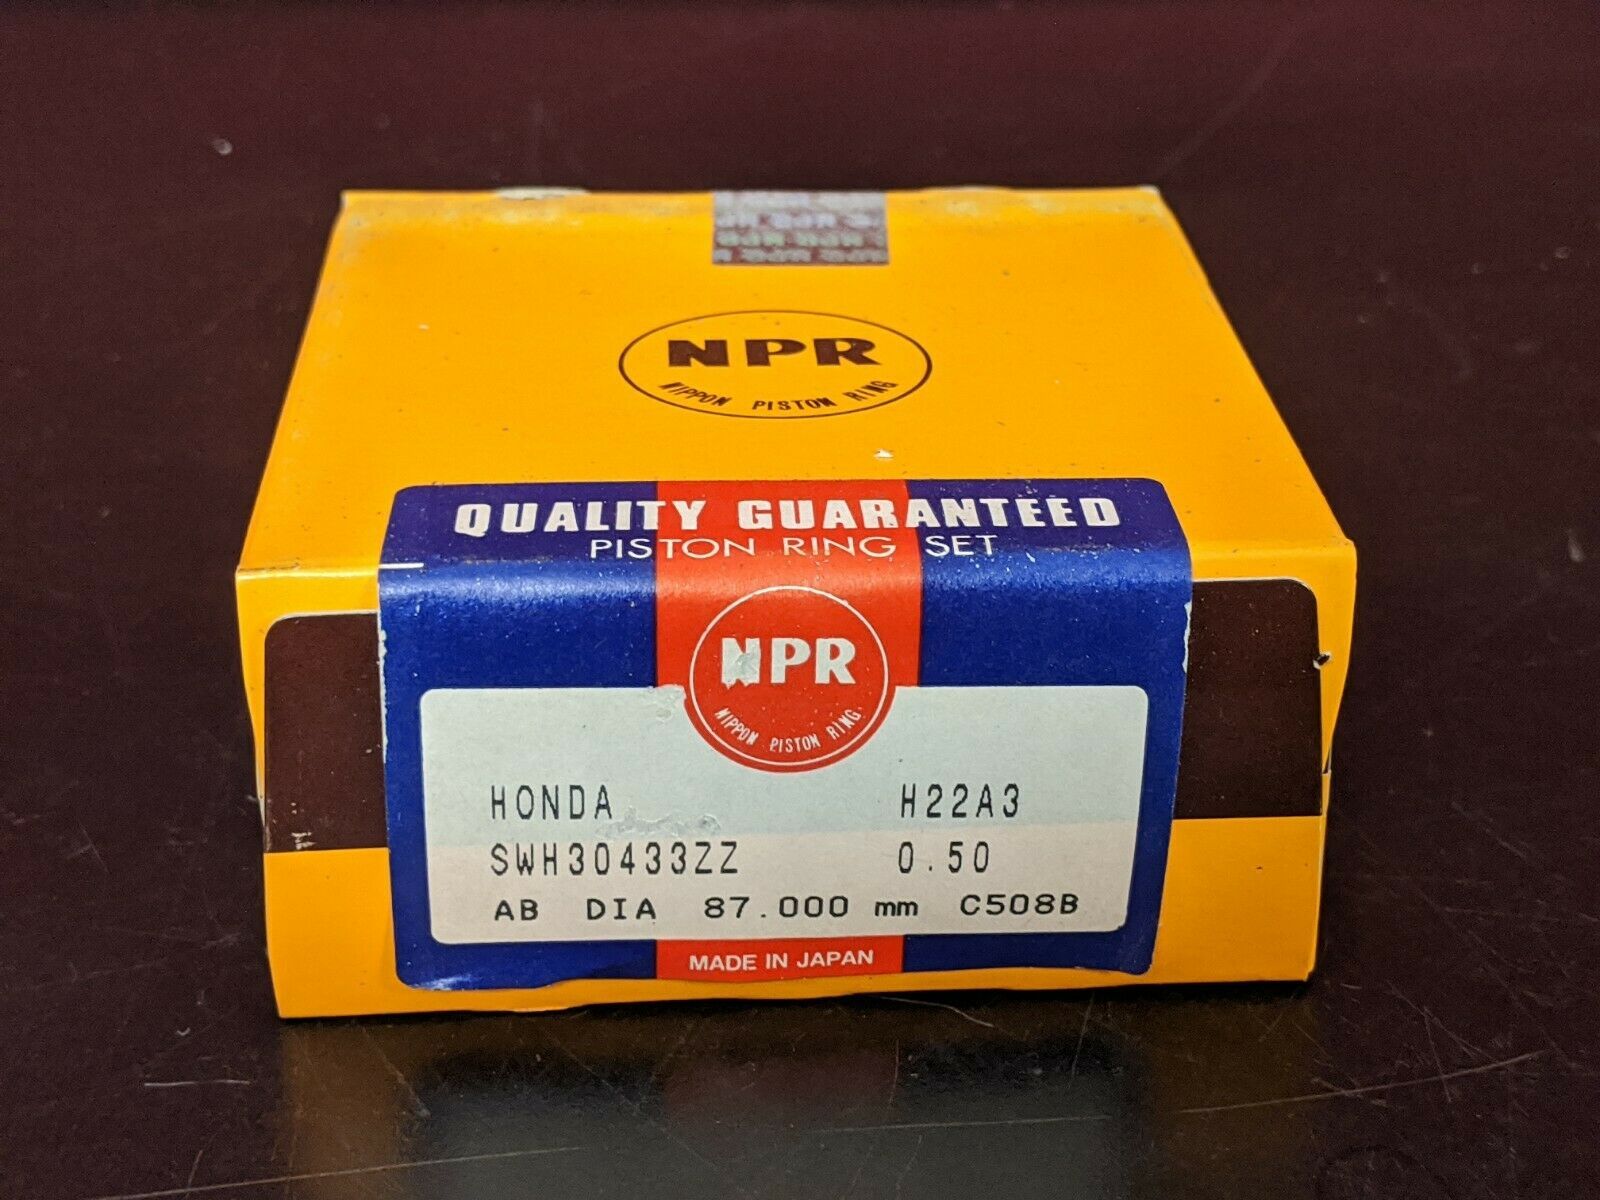 NPR
NIPPON PISTON RING
QUALITY GUARANTEED
PISTON RING SET
NPR
NIPPON PISTON RING
HONDA H22A3
SWH30433ZZ 0.50
AB DIA 87.000 mm C508B
MADE IN JAPAN